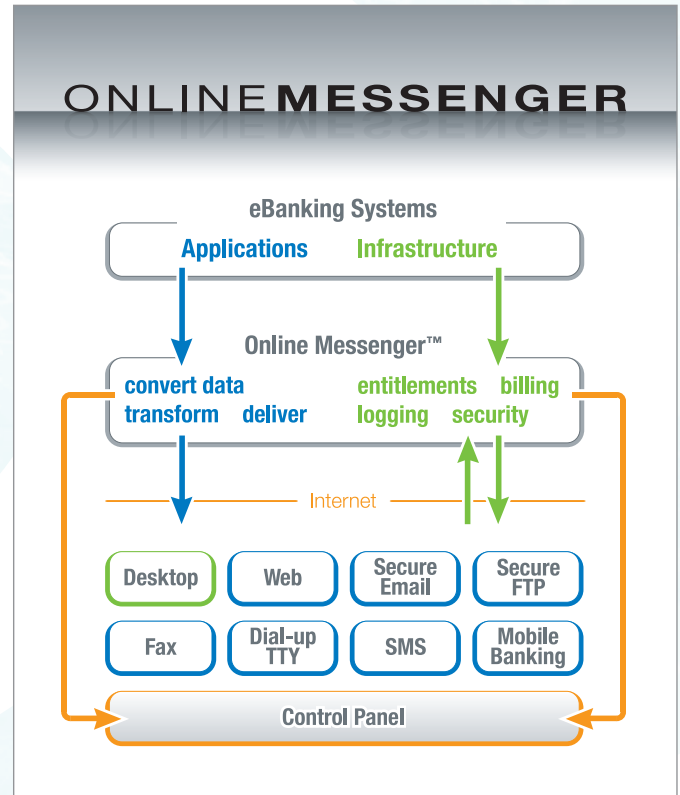 ONLINEMESSENGER
eBanking Systems
Applications Infrastructure
Online Messenger™
convert data
transform deliver
entitlements billing
logging security
Internet
Desktop
Web
Secure
Email
Secure
FTP
Fax
Dial-up
TTY
SMS
Mobile
Banking
Control Panel